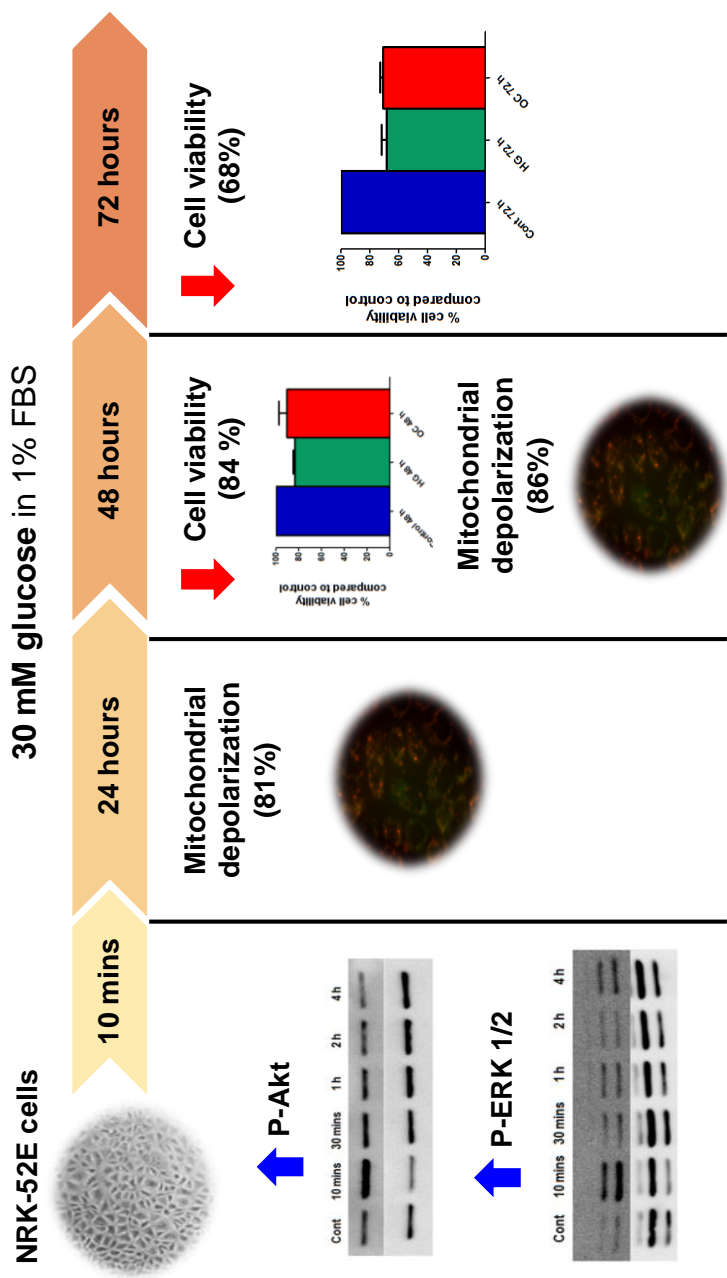 30 mM glucose in 1% FBS
NRK-52E cells
10 mins
24 hours
48 hours
72 hours
P-Akt
Cont 10 mins 30 mins 1 h 2 h 4 h
P-ERK 1/2
Cont 10 mins 30 mins 1 h 2 h 4 h
Mitochondrial
depolarization
(81%)
Cell viability
(84 %)
% cell viability
compared to control
100
80
60
40
20
0
Control 48 h
HG 48 h
OC 48 h
Mitochondrial
depolarization
(86%)
Cell viability
(68%)
% cell viability
compared to control
100
80
60
40
20
0
Cont 72 h
HG 72 h
OC 72 h